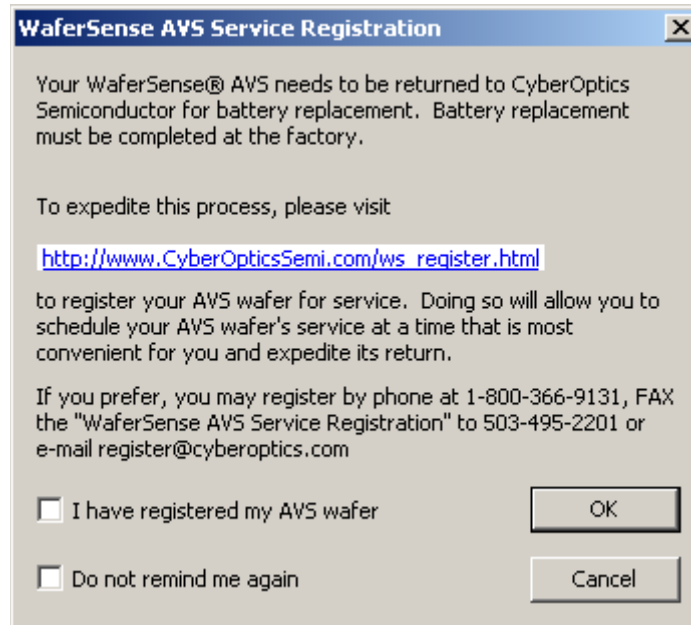 WaferSense AVS Service Registration
Your WaferSense® AVS needs to be returned to CyberOptics
Semiconductor for battery replacement.  Battery replacement
must be completed at the factory.
To expedite this process, please visit
http://www.CyberOpticsSemi.com/ws_register.html
to register your AVS wafer for service.  Doing so will allow you to
schedule your AVS wafer's service at a time that is most
convenient for you and expedite its return.
If you prefer, you may register by phone at 1-800-366-9131, FAX
the "WaferSense AVS Service Registration" to 503-495-2201 or
e-mail register@cyberoptics.com
I have registered my AVS wafer
OK
Do not remind me again
Cancel